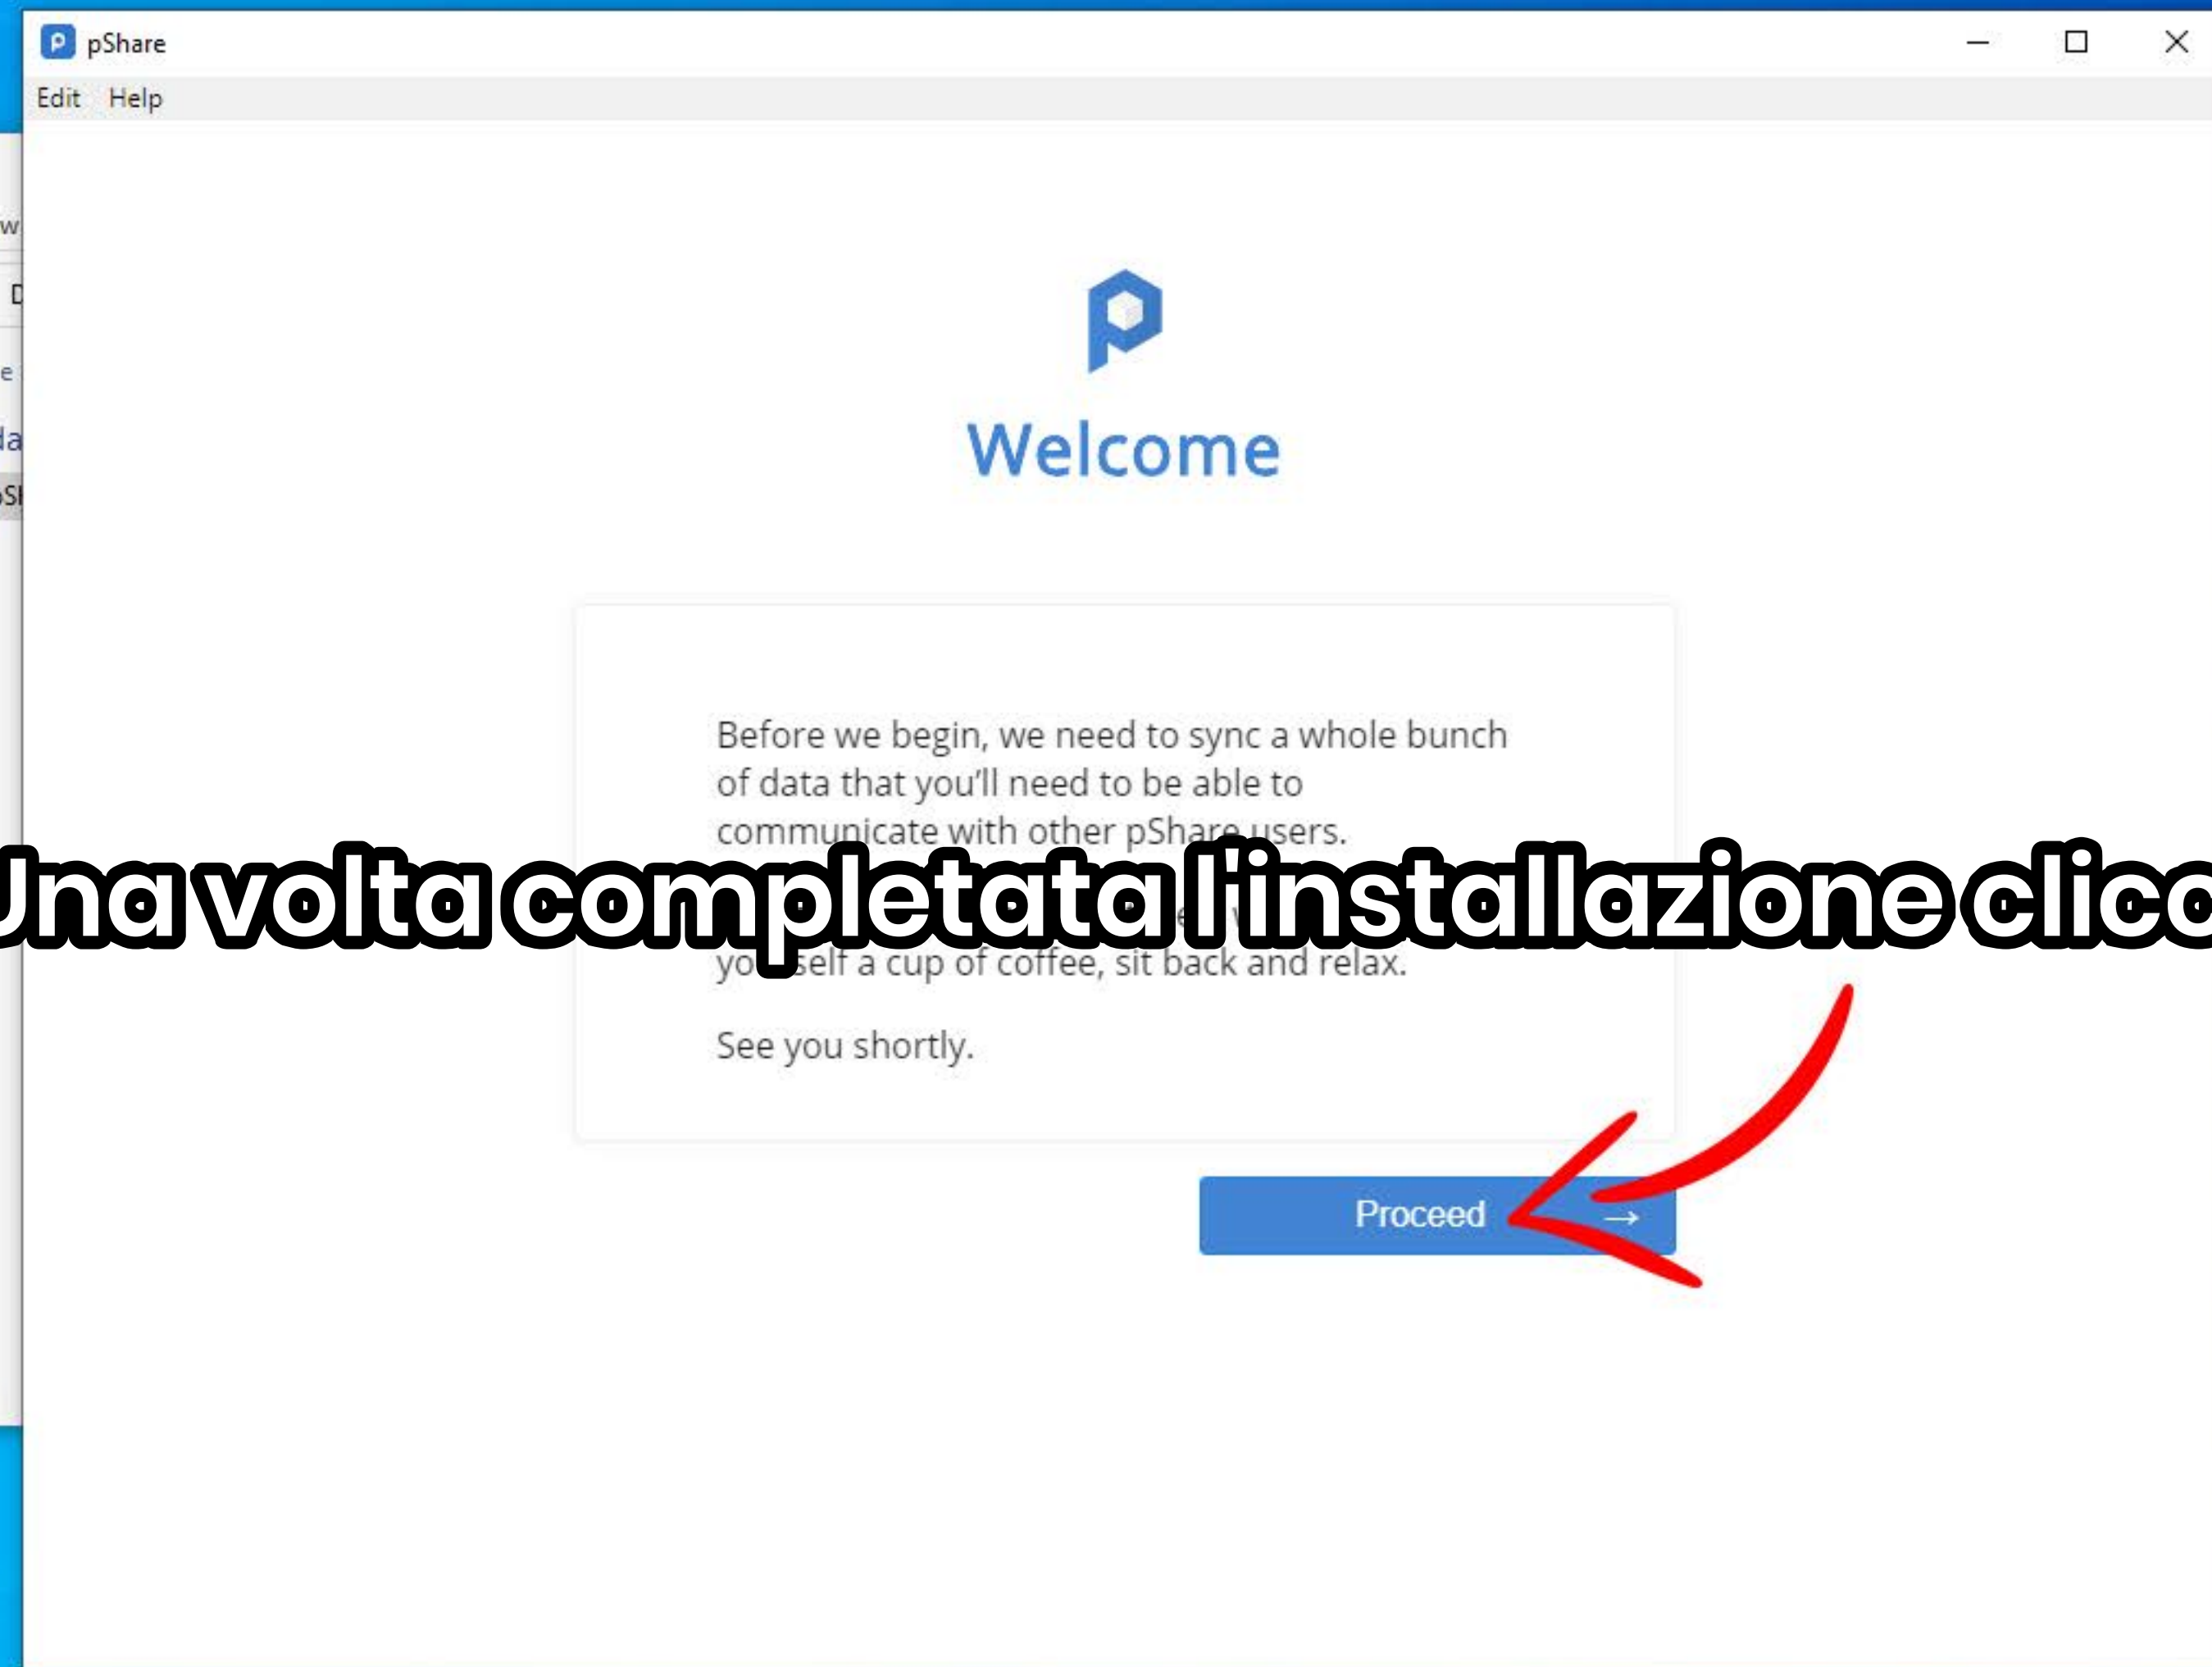 pShare
Edit Help
Welcome
Before we begin, we need to sync a whole bunch
of data that you'll need to be able to
communicate with other pShare users.
Una volta completata l'installazione
self a cup of coffee, sit back and relax.
See you shortly.
Proceed →